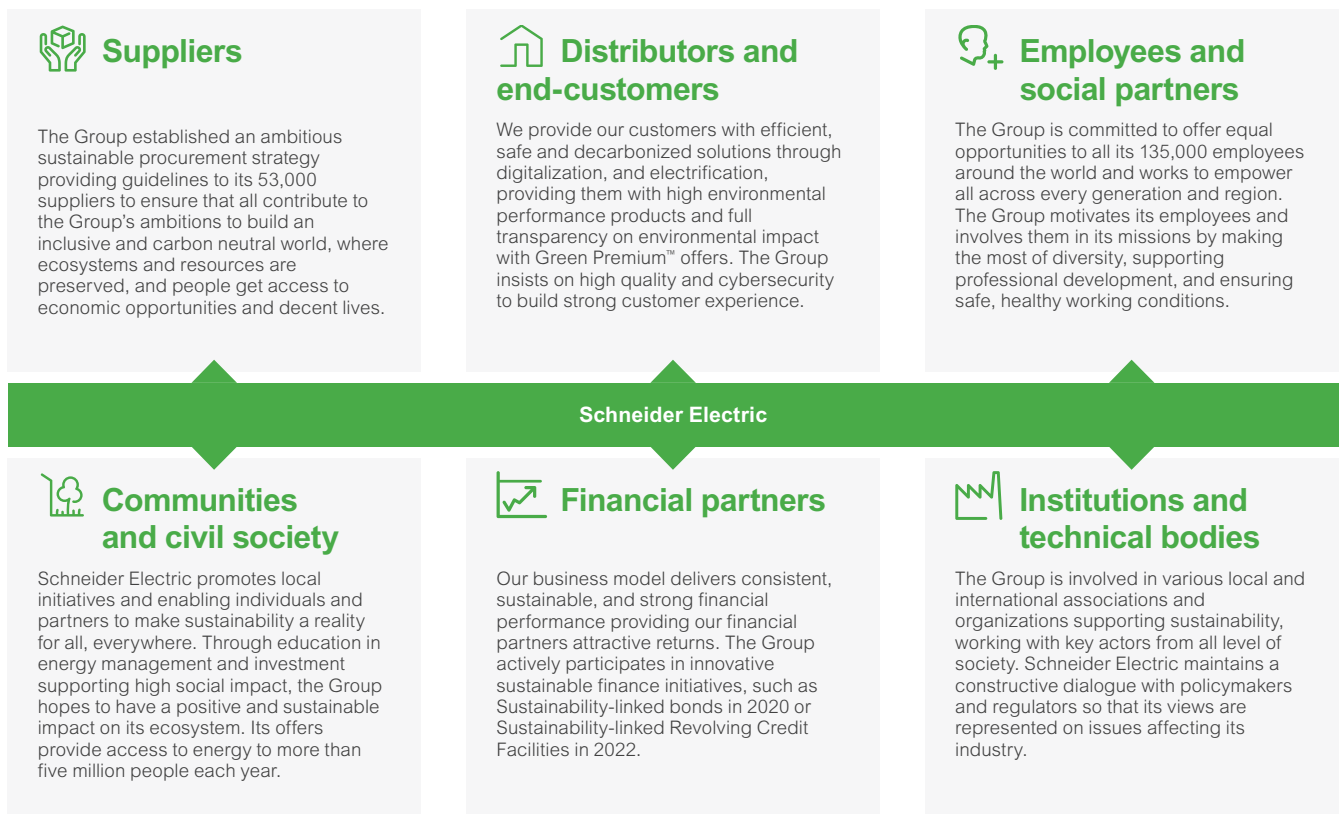 Suppliers
The Group established an ambitious
sustainable procurement strategy
providing guidelines to its 53,000
suppliers to ensure that all contribute to
the Group's ambitions to build an
inclusive and carbon neutral world, where
ecosystems and resources are
preserved, and people get access to
economic opportunities and decent lives.
Distributors and
end-customers
We provide our customers with efficient,
safe and decarbonized solutions through
digitalization, and electrification,
providing them with high environmental
performance products and full
transparency on environmental impact
with Green Premium™ offers. The Group
insists on high quality and cybersecurity
to build strong customer experience.
Employees and
social partners
The Group is committed to offer equal
opportunities to all its 135,000 employees
around the world and works to empower
all across every generation and region.
The Group motivates its employees and
involves them in its missions by making
the most of diversity, supporting
professional development, and ensuring
safe, healthy working conditions.
Schneider Electric
Communities
and civil society
Schneider Electric promotes local
initiatives and enabling individuals and
partners to make sustainability a reality
for all, everywhere. Through education in
energy management and investment
supporting high social impact, the Group
hopes to have a positive and sustainable
impact on its ecosystem. Its offers
provide access to energy to more than
five million people each year.
Financial partners
Our business model delivers consistent,
sustainable, and strong financial
performance providing our financial
partners attractive returns. The Group
actively participates in innovative
sustainable finance initiatives, such as
Sustainability-linked bonds in 2020 or
Sustainability-linked Revolving Credit
Facilities in 2022.
Institutions and
technical bodies
The Group is involved in various local and
international associations and
organizations supporting sustainability,
working with key actors from all level of
society. Schneider Electric maintains a
constructive dialogue with policymakers
and regulators so that its views are
represented on issues affecting its
industry.